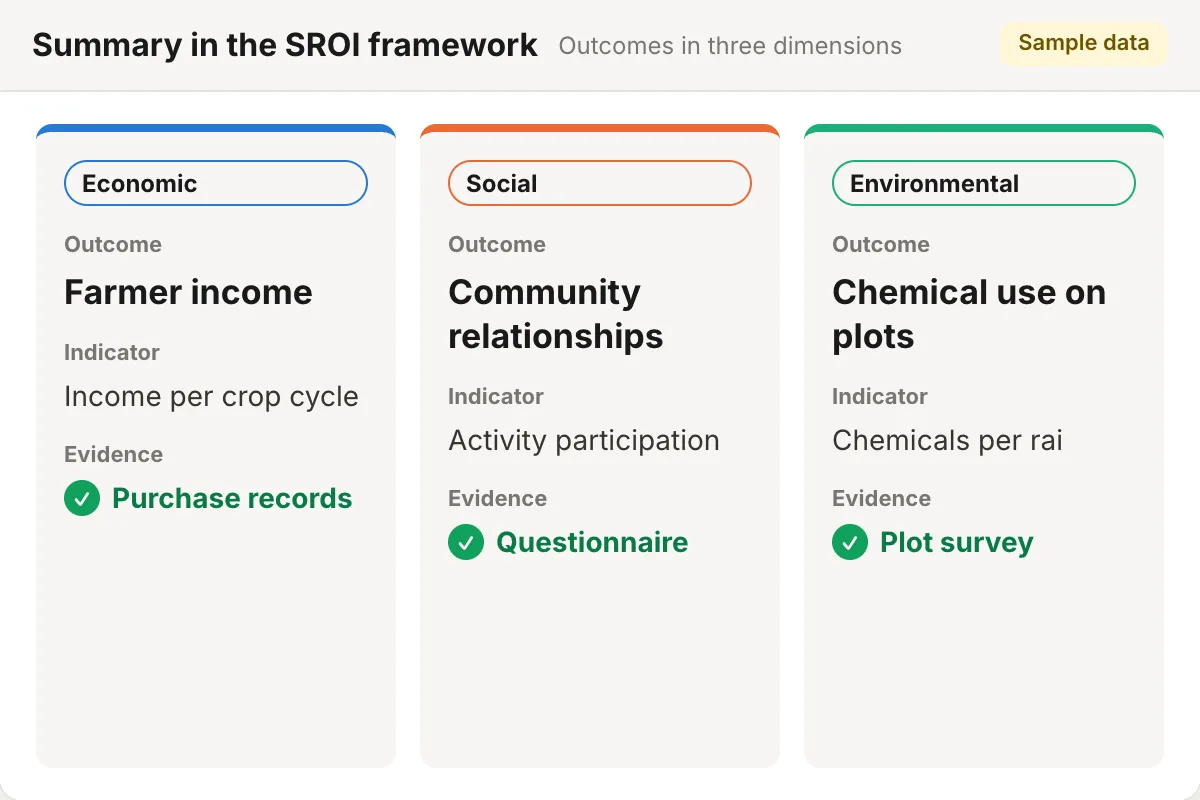 Summary in the SROI framework
Outcomes in three dimensions
Sample data
Economic
Outcome
Farmer income
Indicator
Income per crop cycle
Evidence
Purchase records
Social
Outcome
Community
relationships
Indicator
Activity participation
Evidence
Questionnaire
Environmental
Outcome
Chemical use on
plots
Indicator
Chemicals per rai
Evidence
Plot survey